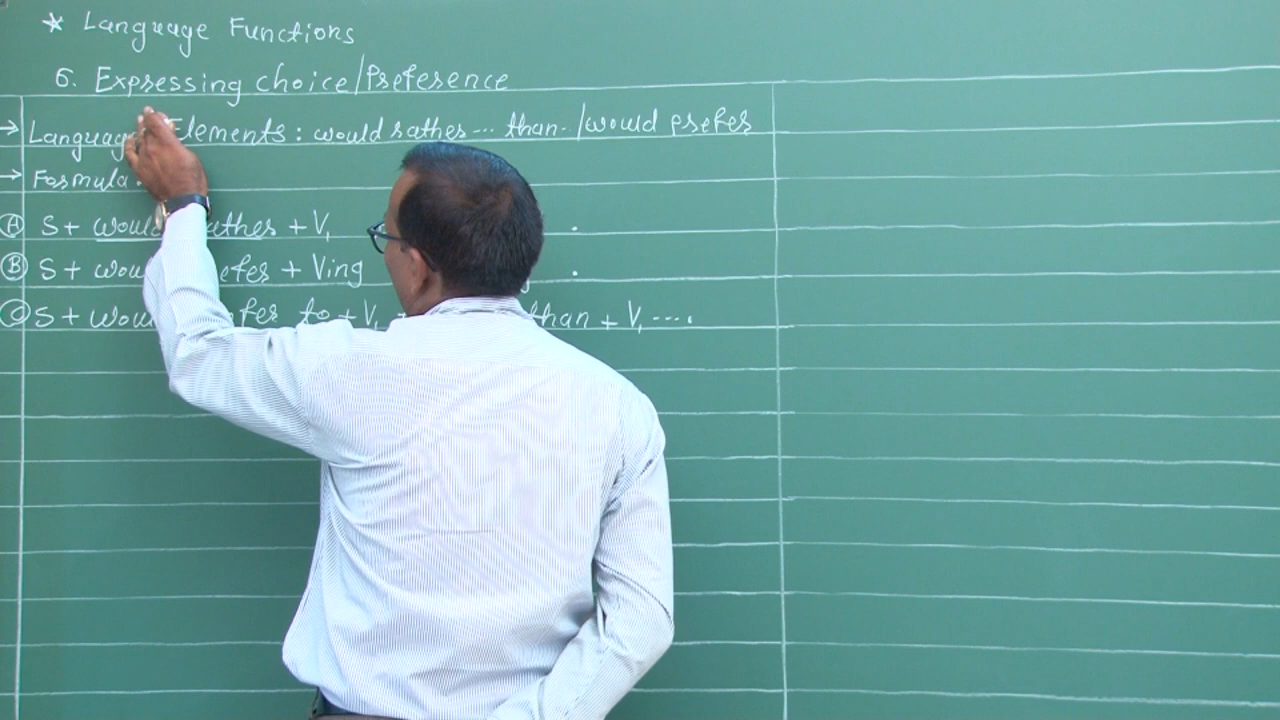 * Language Functions
6. Expressing choice/Preference
→ Language Elements: would rather... than../would prefer
→ Formula:
Ⓐ S+ would rather + V₁ .
Ⓑ S+ would prefer + Ving .
Ⓒ S+ would prefer to + V₁ + than + V₁ ....